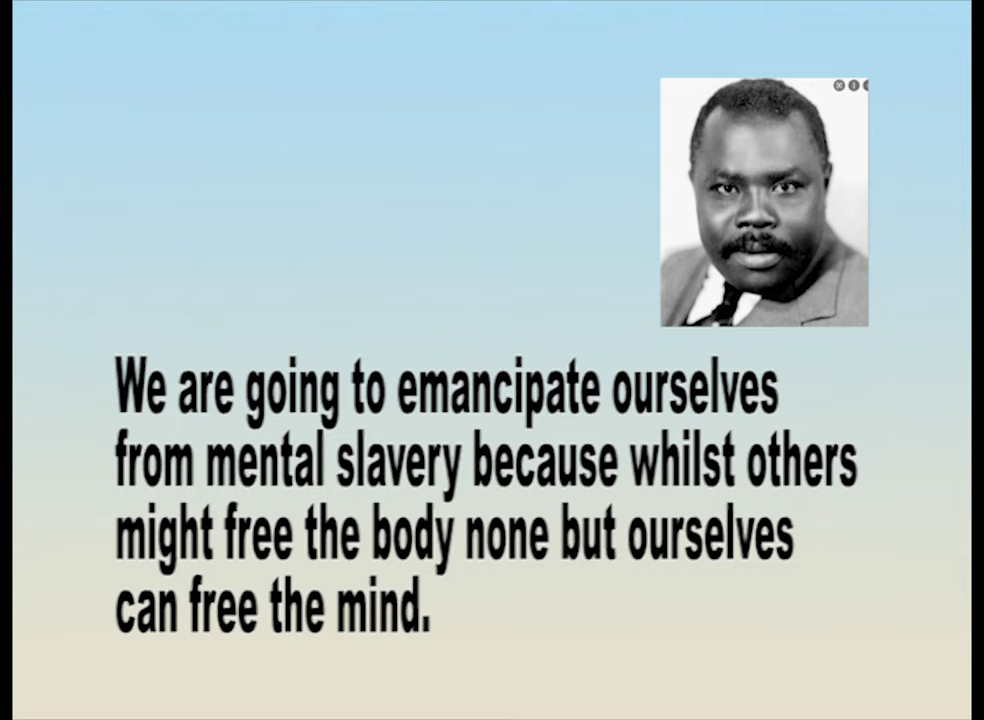 We are going to emancipate ourselves
from mental slavery because whilst others
might free the body none but ourselves
can free the mind.